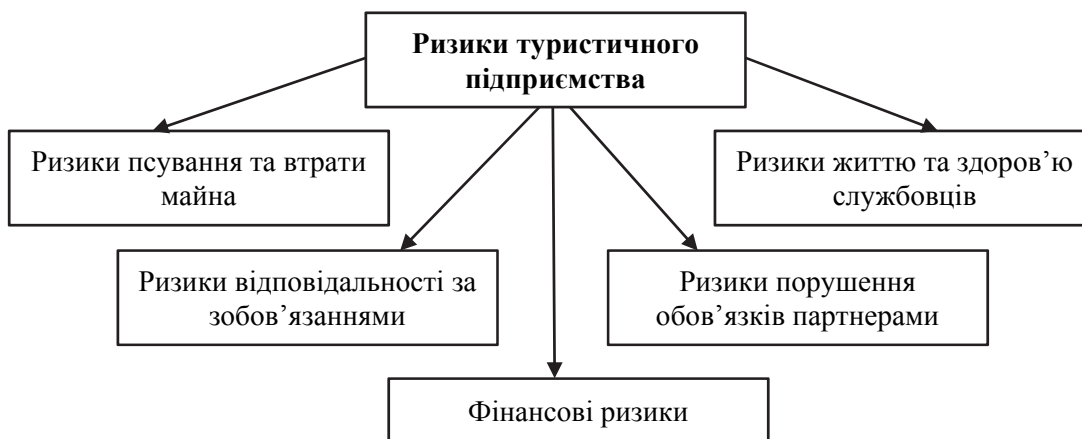 Ризики туристичного
підприємства
Ризики псування та втрати
майна
Ризики життю та здоров’ю
службовців
Ризики відповідальності за
зобов’язаннями
Ризики порушення
обов’язків партнерами
Фінансові ризики